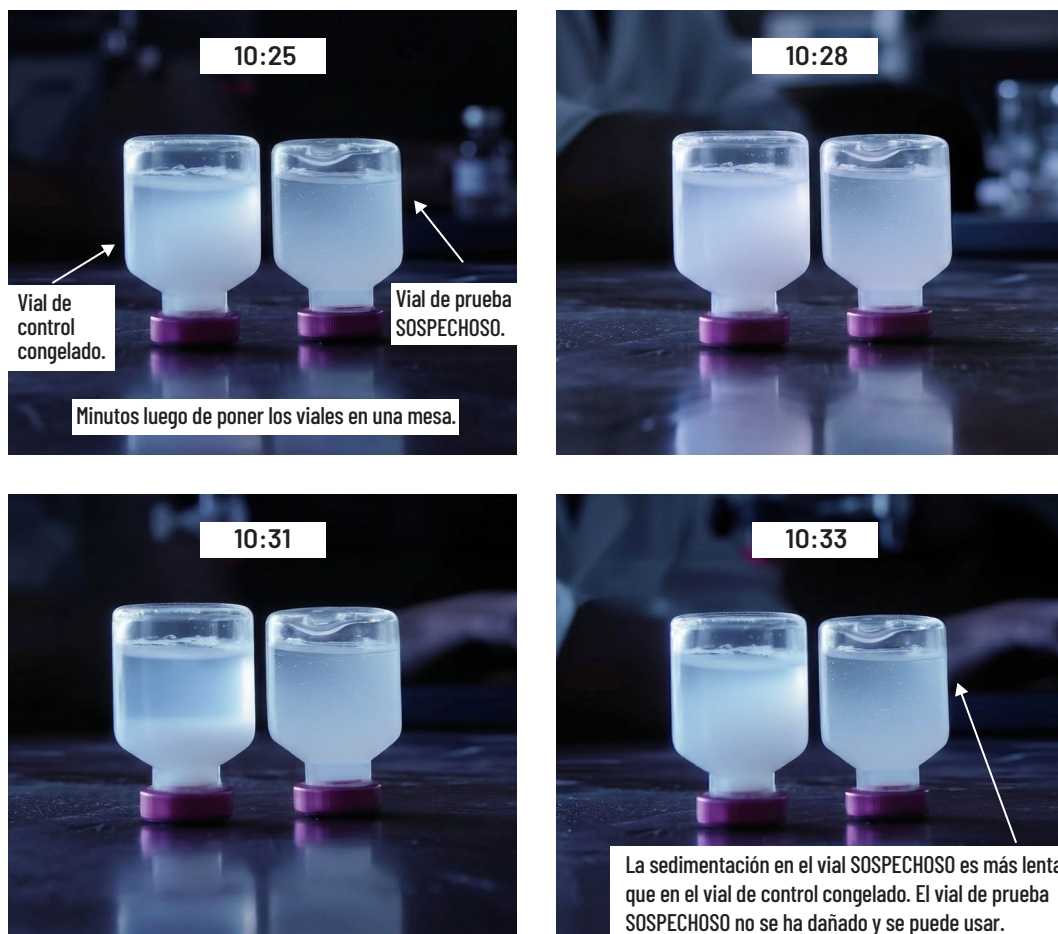 10:25
10:28
Vial de
control
congelado.
Vial de prueba
SOSPECHOSO.
Minutos luego de poner los viales en una mesa.
10:31
10:33
La sedimentación en el vial SOSPECHOSO es más lenta
que en el vial de control congelado. El vial de prueba
SOSPECHOSO no se ha dañado y se puede usar.